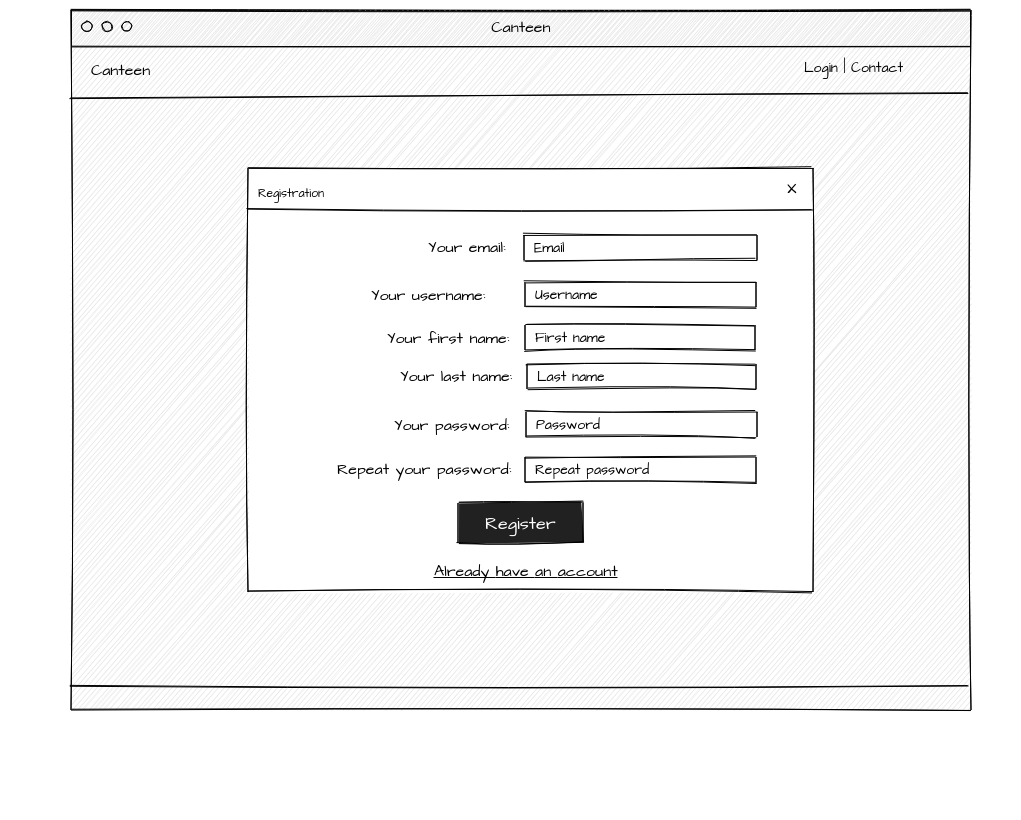 Canteen
Canteen
Login | Contact
Registration
x
Your email:
Email
Your username:
Username
Your first name:
First name
Your last name:
Last name
Your password:
Password
Repeat your password:
Repeat password
Register
Already have an account